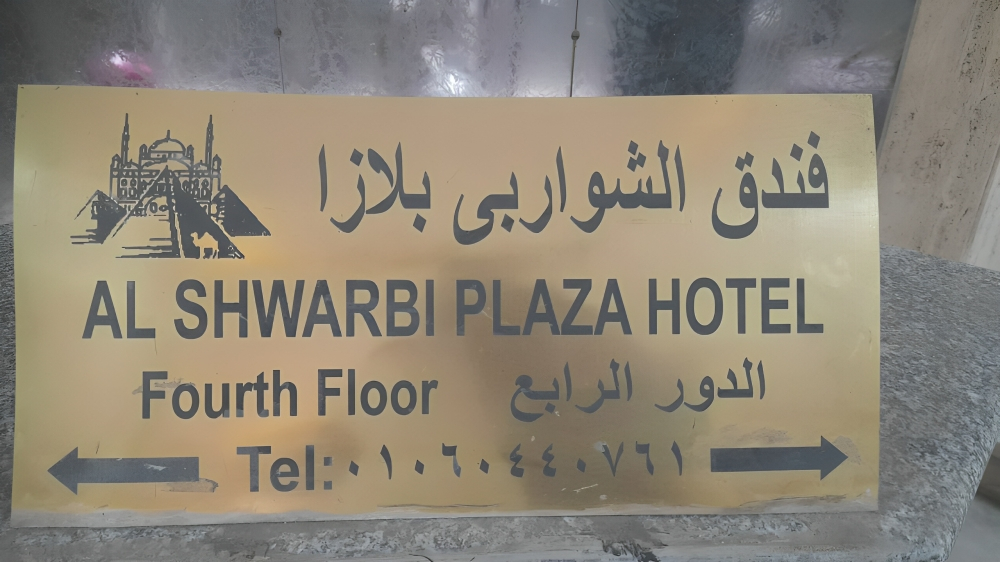 فندق الشواربى بلازا
AL SHWARBI PLAZA HOTEL
Fourth Floor الدور الرابع
Tel: ٠١٠٦٠٤٤٠٧٦١